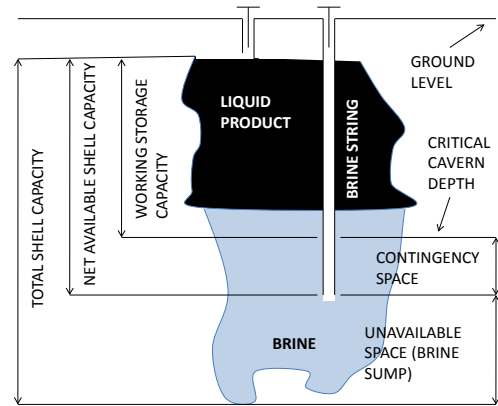 GROUND
LEVEL
LIQUID
PRODUCT
BRINE STRING
CRITICAL
CAVERN
DEPTH
TOTAL SHELL CAPACITY
NET AVAILABLE SHELL CAPACITY
WORKING STORAGE
CAPACITY
CONTINGENCY
SPACE
BRINE
UNAVAILABLE
SPACE (BRINE
SUMP)